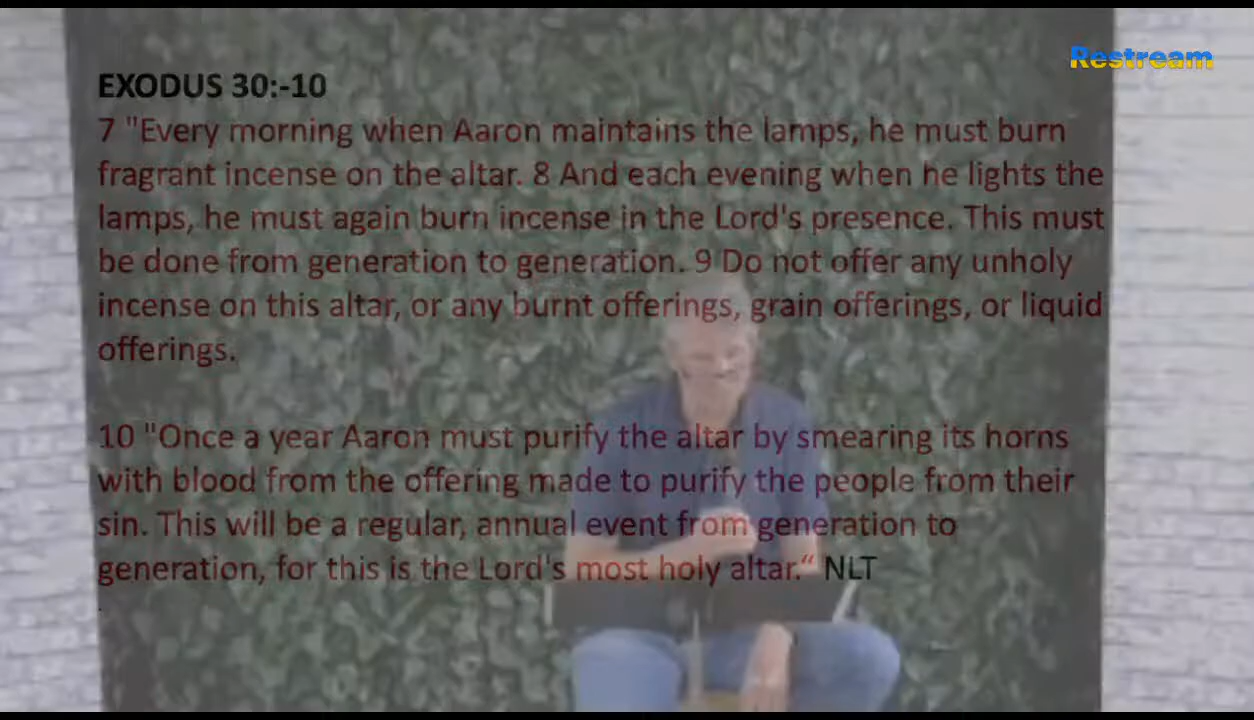 Restream
EXODUS 30:-10
7 "Every morning when Aaron maintains the lamps, he must burn
fragrant incense on the altar. 8 And each evening when he lights the
lamps, he must again burn incense in the Lord's presence. This must
be done from generation to generation. 9 Do not offer any unholy
incense on this altar, or any burnt offerings, grain offerings, or liquid
offerings.
10 "Once a year Aaron must purify the altar by smearing its horns
with blood from the offering made to purify the people from their
sin. This will be a regular, annual event from generation to
generation, for this is the Lord's most holy altar.“ NLT
.